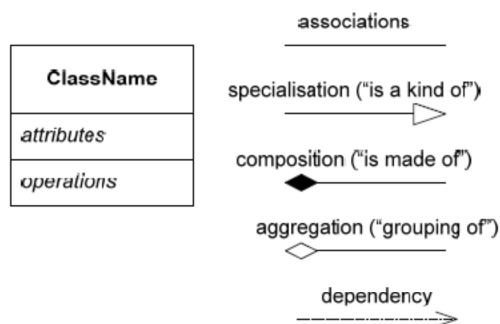 associations
ClassName
specialisation (“is a kind of”)
attributes
composition (“is made of”)
operations
aggregation (“grouping of”)
dependency